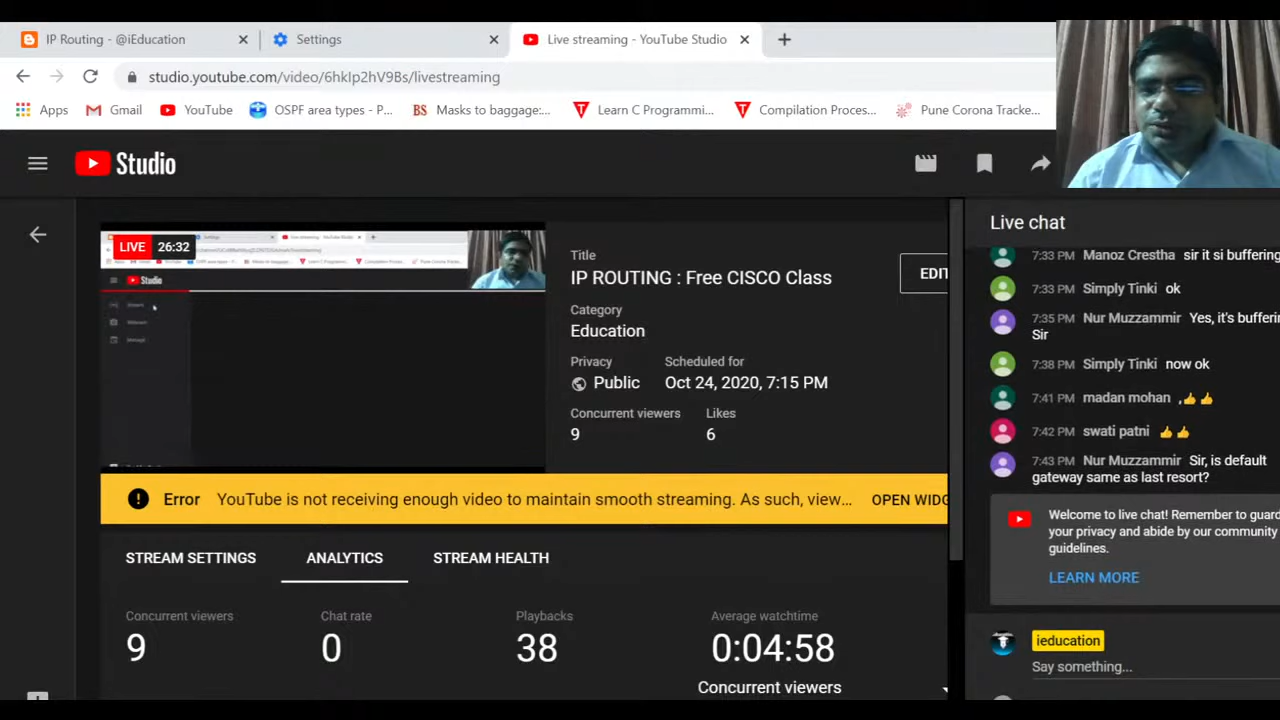 IP Routing - @iEducation
Settings
Live streaming - YouTube Studio
studio.youtube.com/video/6hklp2hV9Bs/livestreaming
Apps
Gmail
YouTube
OSPF area types - P...
Masks to baggage:...
Learn C Programmi...
Compilation Proces...
Pune Corona Tracke...
Studio
LIVE 26:32
Studio
Title
IP ROUTING : Free CISCO Class
EDIT
Category
Education
Privacy
Public
Scheduled for
Oct 24, 2020, 7:15 PM
Concurrent viewers
9
Likes
6
Error YouTube is not receiving enough video to maintain smooth streaming. As such, view...
OPEN WIDG
STREAM SETTINGS
ANALYTICS
STREAM HEALTH
Concurrent viewers
9
Chat rate
0
Playbacks
38
Average watchtime
0:04:58
Concurrent viewers
Live chat
7:33 PM Manoz Crestha sir it si buffering
7:33 PM Simply Tinki ok
7:35 PM Nur Muzzammir Yes, it's buffering
Sir
7:38 PM Simply Tinki now ok
7:41 PM madan mohan ,👍👍
7:42 PM swati patni 👍👍
7:43 PM Nur Muzzammir Sir, is default
gateway same as last resort?
Welcome to live chat! Remember to guard
your privacy and abide by our community
guidelines.
LEARN MORE
ieducation
Say something...